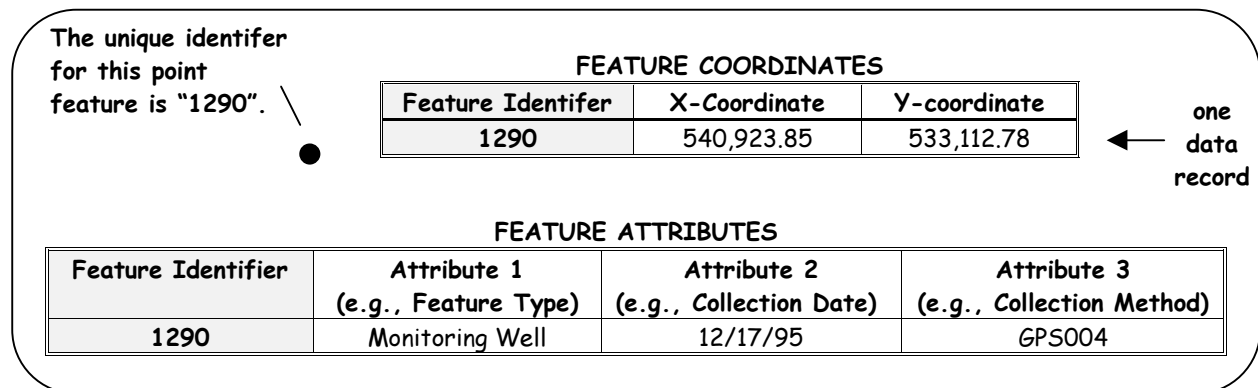 The unique identifer
for this point
feature is “1290”.
FEATURE COORDINATES
Feature Identifer X-Coordinate Y-coordinate
1290 540,923.85 533,112.78
one
data
record
FEATURE ATTRIBUTES
Feature Identifier Attribute 1 Attribute 2 Attribute 3
(e.g., Feature Type) (e.g., Collection Date) (e.g., Collection Method)
1290 Monitoring Well 12/17/95 GPS004